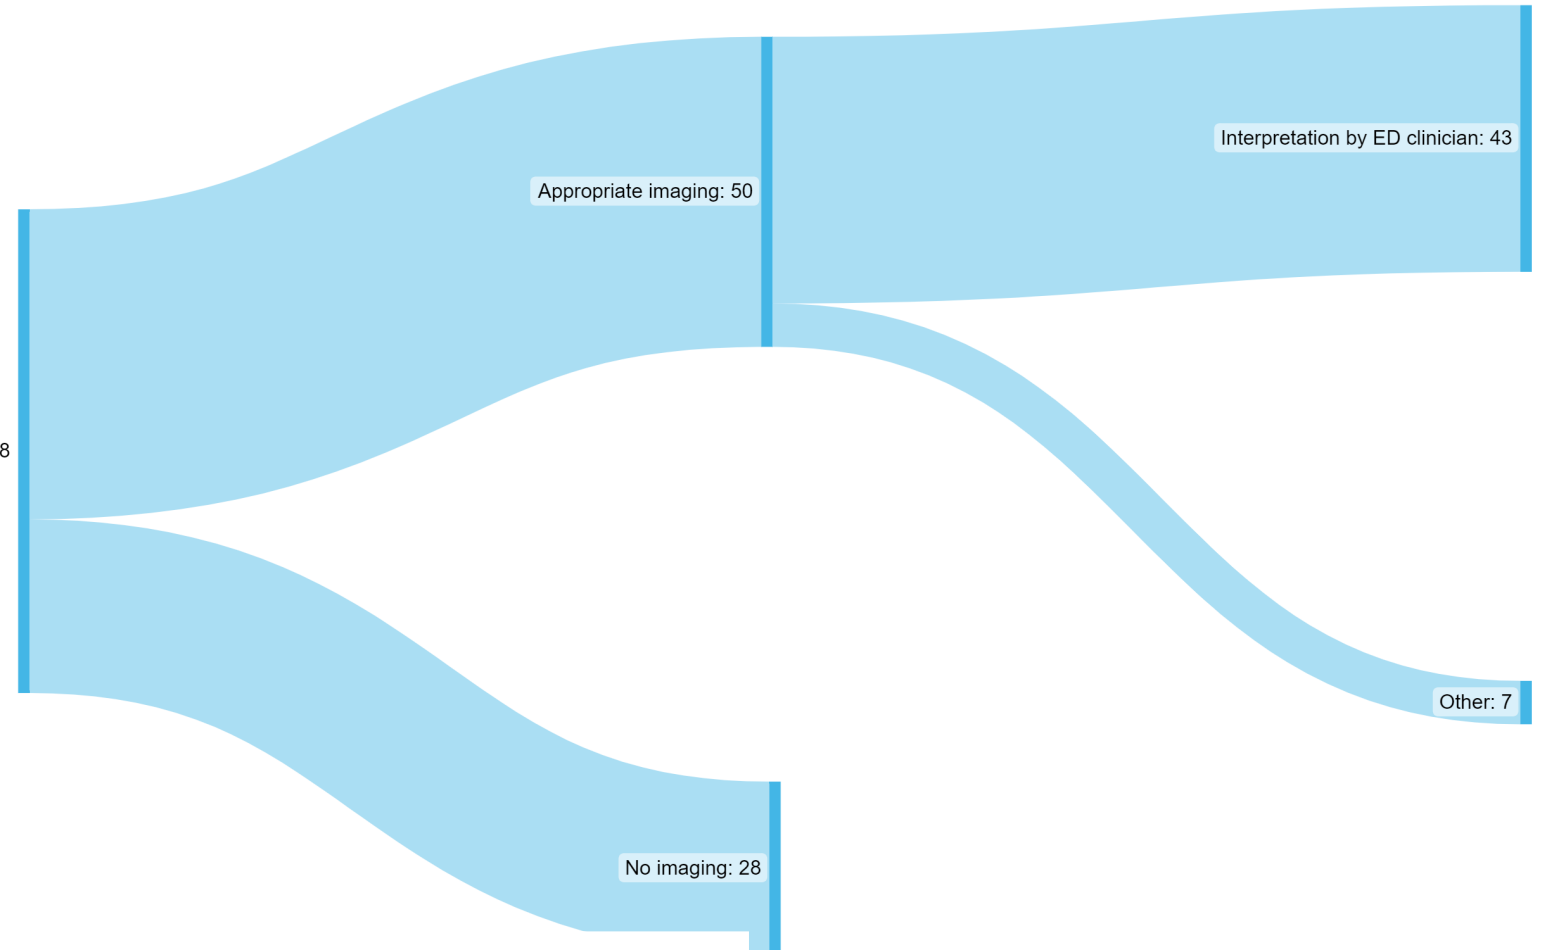 Interpretation by ED clinician: 43
Appropriate imaging: 50
8
Other: 7
No imaging: 28